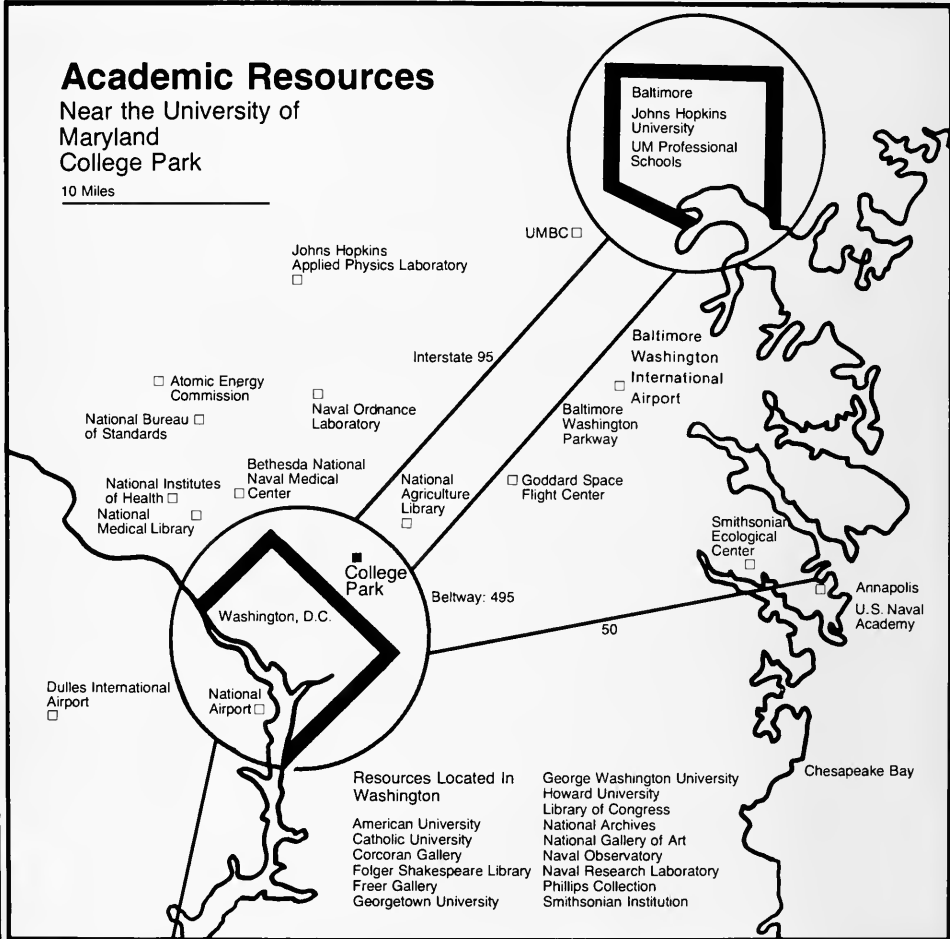 Academic Resources
Near the University of
Maryland
College Park
10 Miles
Baltimore
Johns Hopkins
University
UM Professional
Schools
UMBC
Johns Hopkins
Applied Physics Laboratory
Interstate 95
Baltimore
Washington
International
Airport
Atomic Energy
Commission
Naval Ordnance
Laboratory
Baltimore
Washington
Parkway
National Bureau
of Standards
Bethesda National
Naval Medical
Center
National Institutes
of Health
National
Medical Library
National
Agriculture
Library
Goddard Space
Flight Center
Smithsonian
Ecological
Center
College
Park
Beltway: 495
Annapolis
U.S. Naval
Academy
Washington, D.C.
50
Dulles International
Airport
National
Airport
Chesapeake Bay
Resources Located In
Washington
American University
Catholic University
Corcoran Gallery
Folger Shakespeare Library
Freer Gallery
Georgetown University
George Washington University
Howard University
Library of Congress
National Archives
National Gallery of Art
Naval Observatory
Naval Research Laboratory
Phillips Collection
Smithsonian Institution